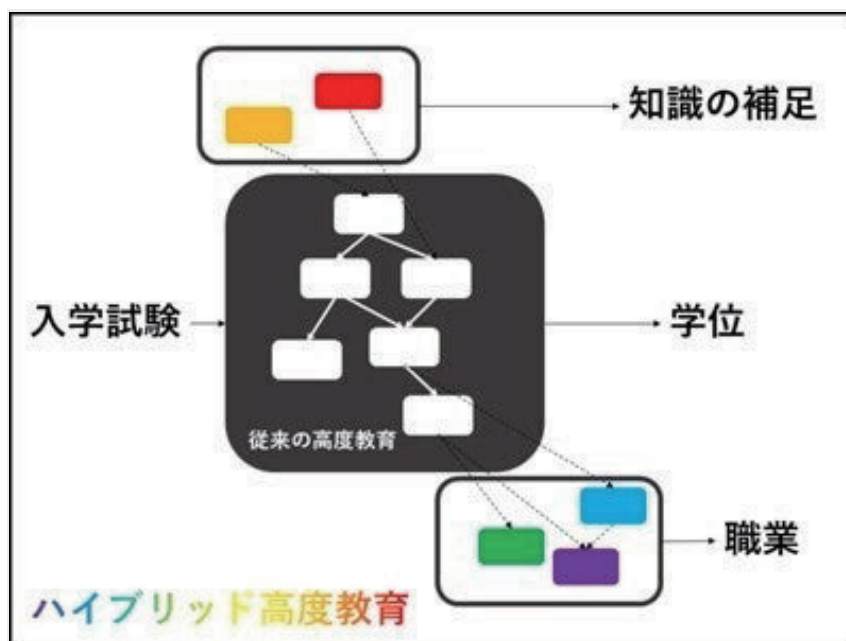 知識の補足
入学試験
学位
従来の高度教育
職業
ハイブリッド高度教育